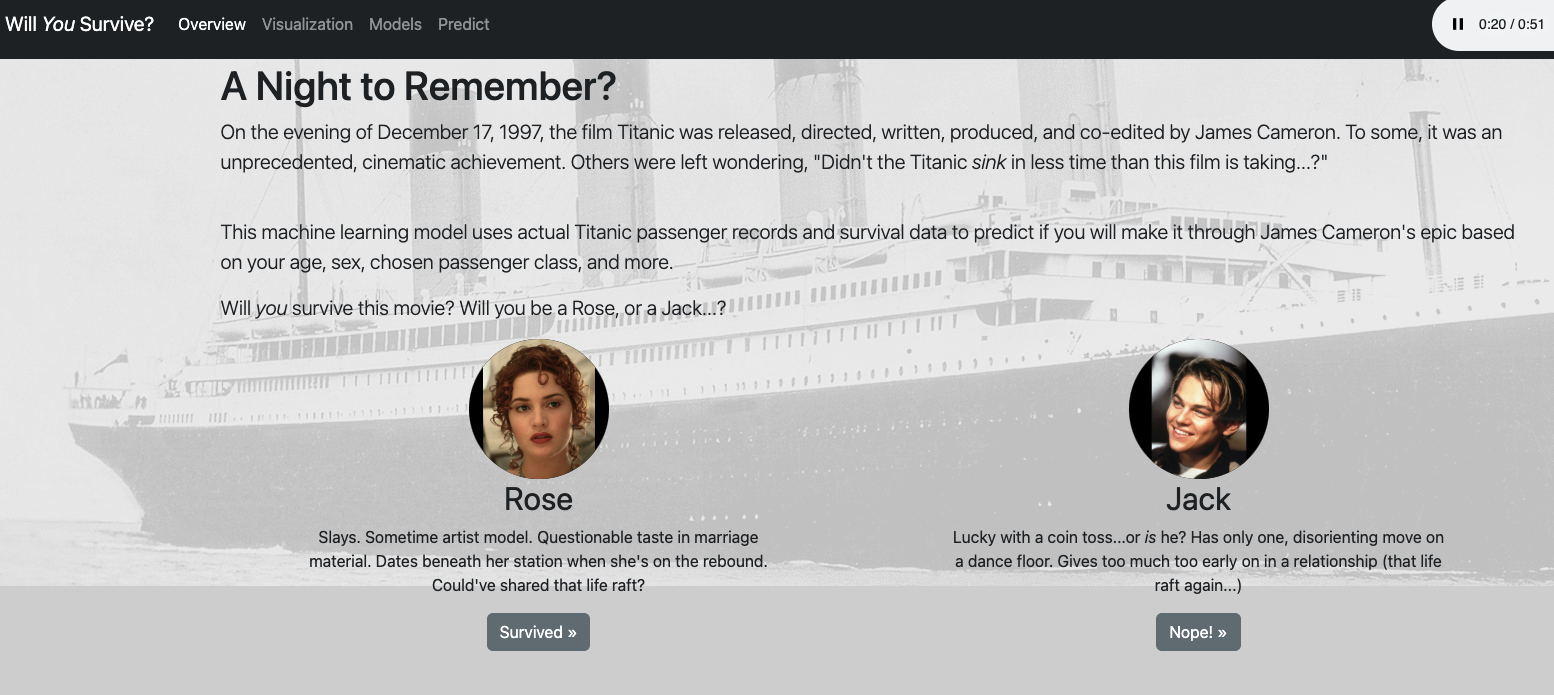 Will You Survive? Overview Visualization Models Predict 0:20 / 0:51
A Night to Remember?
On the evening of December 17, 1997, the film Titanic was released, directed, written, produced, and co-edited by James Cameron. To some, it was an
unprecedented, cinematic achievement. Others were left wondering, "Didn't the Titanic sink in less time than this film is taking...?"
This machine learning model uses actual Titanic passenger records and survival data to predict if you will make it through James Cameron's epic based
on your age, sex, chosen passenger class, and more.
Will you survive this movie? Will you be a Rose, or a Jack...?
Rose
Slays. Sometime artist model. Questionable taste in marriage
material. Dates beneath her station when she's on the rebound.
Could've shared that life raft?
Survived »
Jack
Lucky with a coin toss...or is he? Has only one, disorienting move on
a dance floor. Gives too much too early on in a relationship (that life
raft again...)
Nope! »